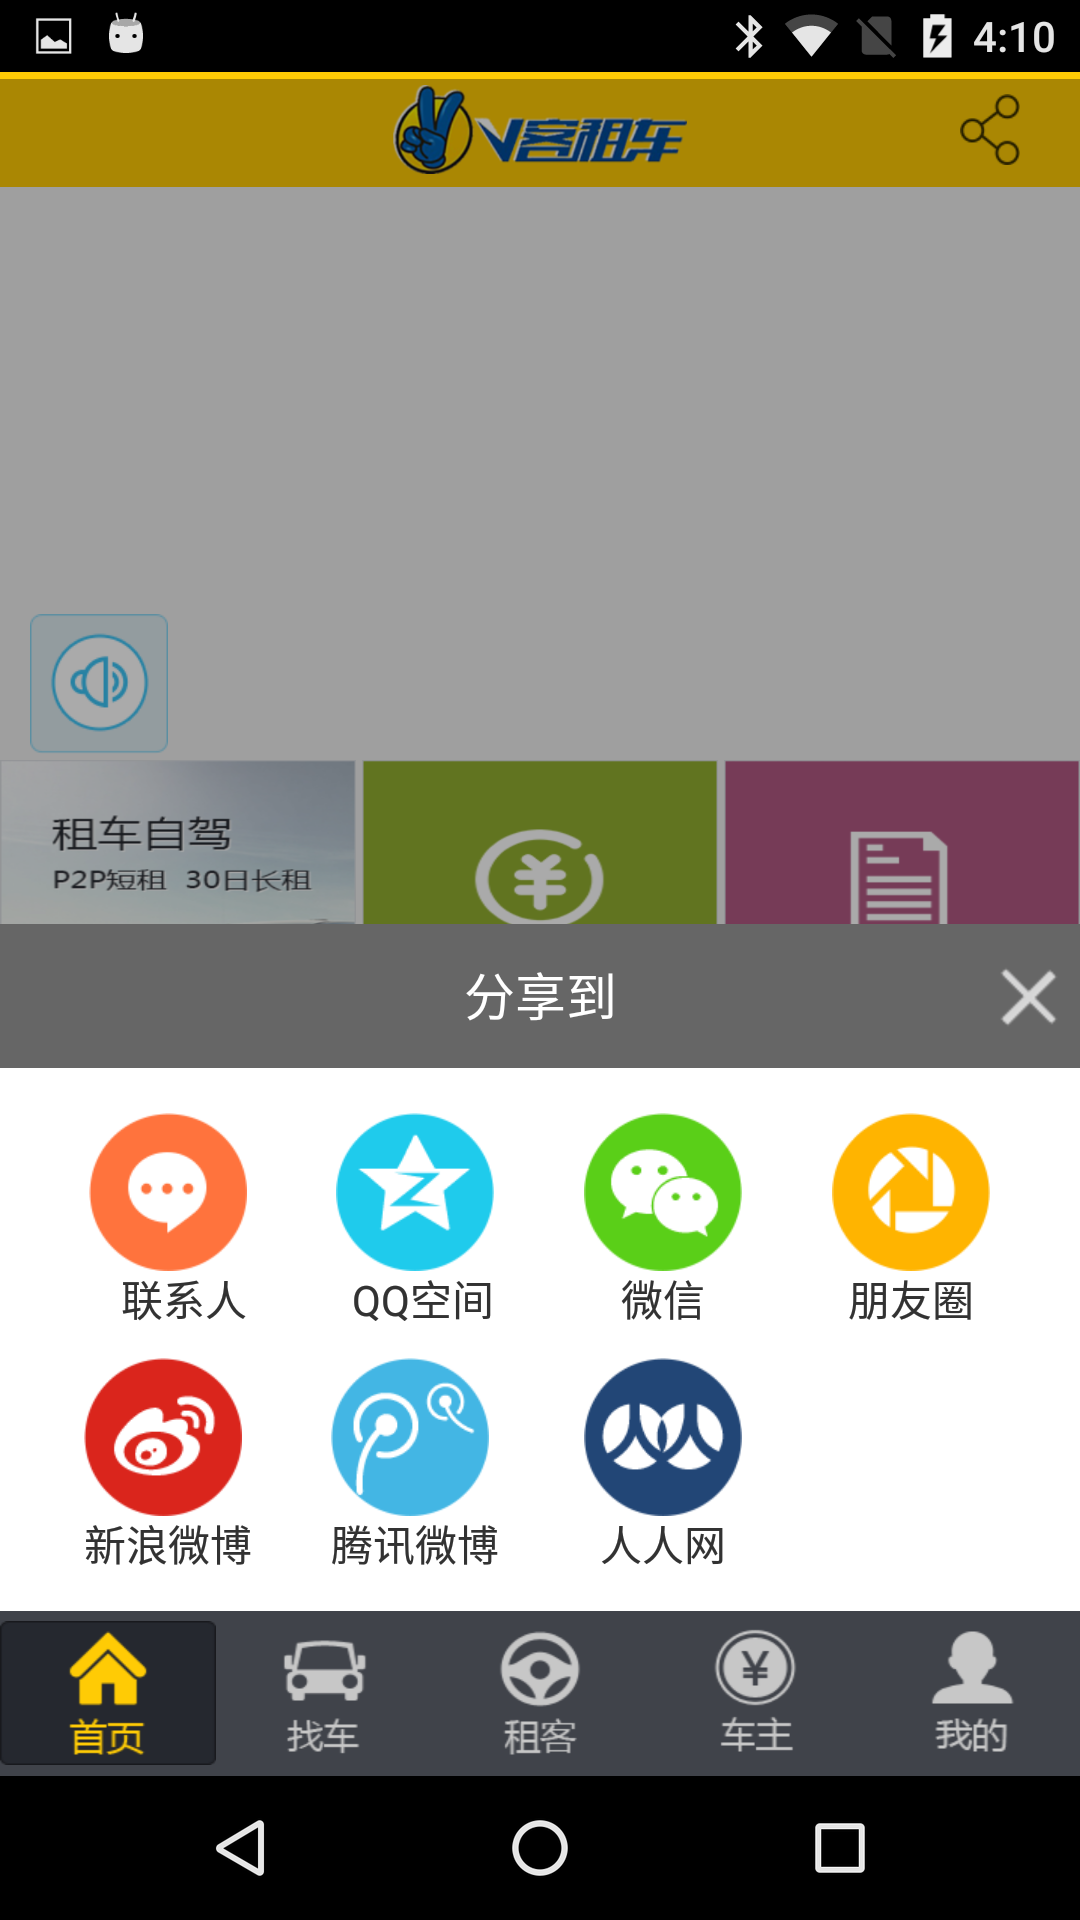 4:10
V客租车
租车自驾
P2P短租 30日长租
分享到
联系人
QQ空间
微信
朋友圈
新浪微博
腾讯微博
人人网
首页
找车
租客
车主
我的